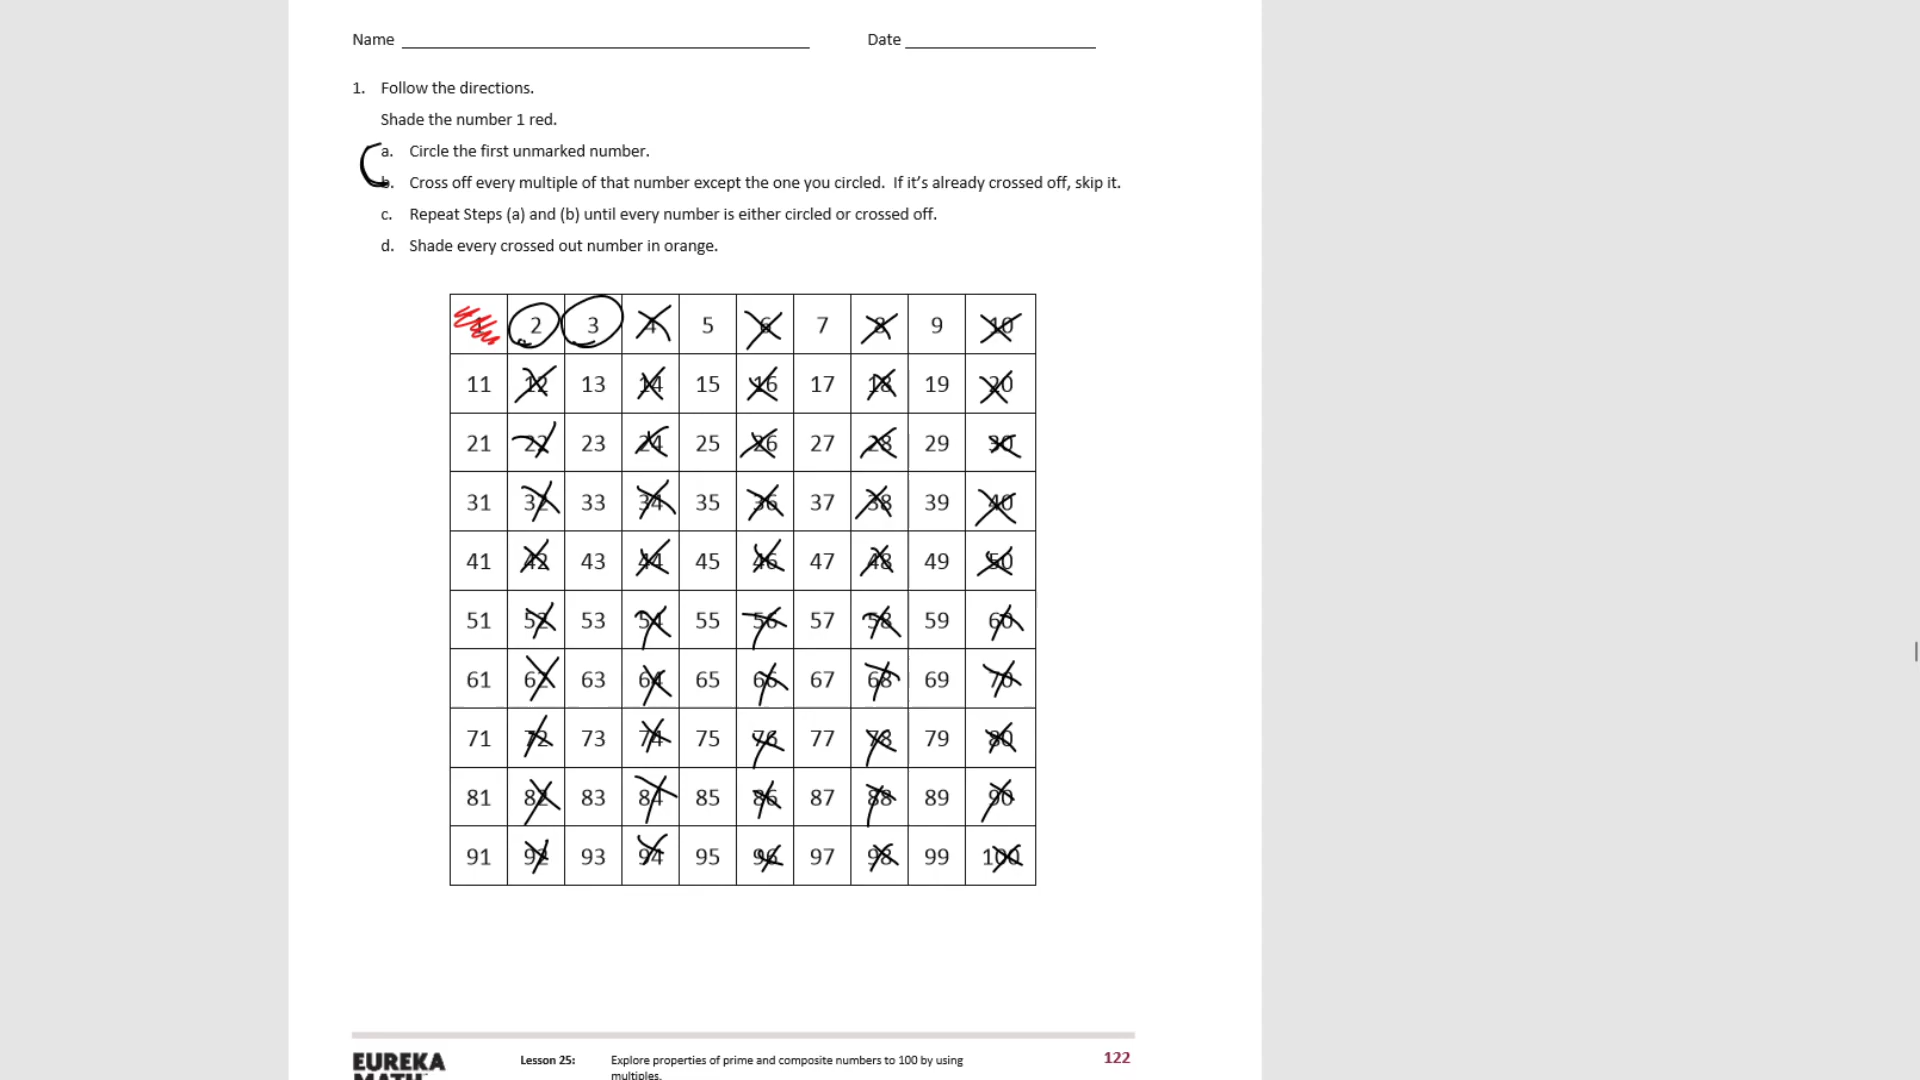 Name Date
1. Follow the directions.
Shade the number 1 red.
a. Circle the first unmarked number.
b. Cross off every multiple of that number except the one you circled. If it's already crossed off, skip it.
c. Repeat Steps (a) and (b) until every number is either circled or crossed off.
d. Shade every crossed out number in orange.
2 3 4 5 6 7 8 9 10
11 12 13 14 15 16 17 18 19 20
21 22 23 24 25 26 27 28 29 30
31 32 33 34 35 36 37 38 39 40
41 42 43 44 45 46 47 48 49 50
51 52 53 54 55 56 57 58 59 60
61 62 63 64 65 66 67 68 69 70
71 72 73 74 75 76 77 78 79 80
81 82 83 84 85 86 87 88 89 90
91 92 93 94 95 96 97 98 99 100
EUREKA Lesson 25: Explore properties of prime and composite numbers to 100 by using 122
MATH multiples.